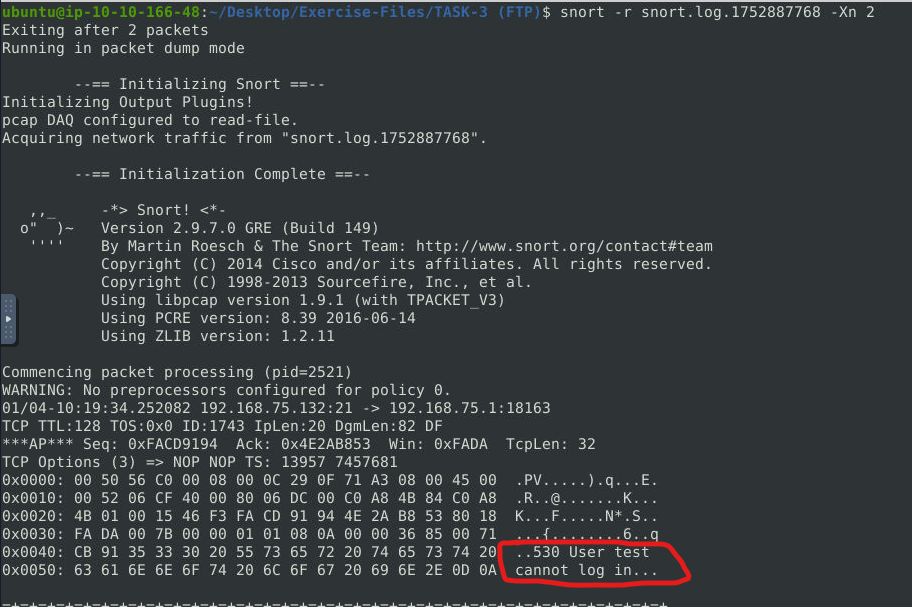 ubuntu@ip-10-10-166-48:~/Desktop/Exercise-Files/TASK-3 (FTP)$ snort -r snort.log.1752887768 -Xn 2
Exiting after 2 packets
Running in packet dump mode
--== Initializing Snort ==--
Initializing Output Plugins!
pcap DAQ configured to read-file.
Acquiring network traffic from "snort.log.1752887768".
--== Initialization Complete ==--
,,_     -*> Snort! <*-
o"  )~   Version 2.9.7.0 GRE (Build 149)
''''    By Martin Roesch & The Snort Team: http://www.snort.org/contact#team
Copyright (C) 2014 Cisco and/or its affiliates. All rights reserved.
Copyright (C) 1998-2013 Sourcefire, Inc., et al.
Using libpcap version 1.9.1 (with TPACKET_V3)
Using PCRE version: 8.39 2016-06-14
Using ZLIB version: 1.2.11
Commencing packet processing (pid=2521)
WARNING: No preprocessors configured for policy 0.
01/04-10:19:34.252082 192.168.75.132:21 -> 192.168.75.1:18163
TCP TTL:128 TOS:0x0 ID:1743 IpLen:20 DgmLen:82 DF
***AP*** Seq: 0xFACD9194  Ack: 0x4E2AB853  Win: 0xFADA  TcpLen: 32
TCP Options (3) => NOP NOP TS: 13957 7457681
0x0000: 00 50 56 C0 00 08 00 0C 29 0F 71 A3 08 00 45 00  .PV.....).q...E.
0x0010: 00 52 06 CF 40 00 80 06 DC 00 C0 A8 4B 84 C0 A8  .R..@.......K...
0x0020: 4B 01 00 15 46 F3 FA CD 91 94 4E 2A B8 53 80 18  K...F.....N*.S..
0x0030: FA DA 00 7B 00 00 01 01 08 0A 00 00 36 85 00 71  ...{........6..q
0x0040: CB 91 35 33 30 20 55 73 65 72 20 74 65 73 74 20  ..530 User test
0x0050: 63 61 6E 6E 6F 74 20 6C 6F 67 20 69 6E 2E 0D 0A  cannot log in...
=+=+=+=+=+=+=+=+=+=+=+=+=+=+=+=+=+=+=+=+=+=+=+=+=+=+=+=+=+=+=+=+=+=+=+=+=+